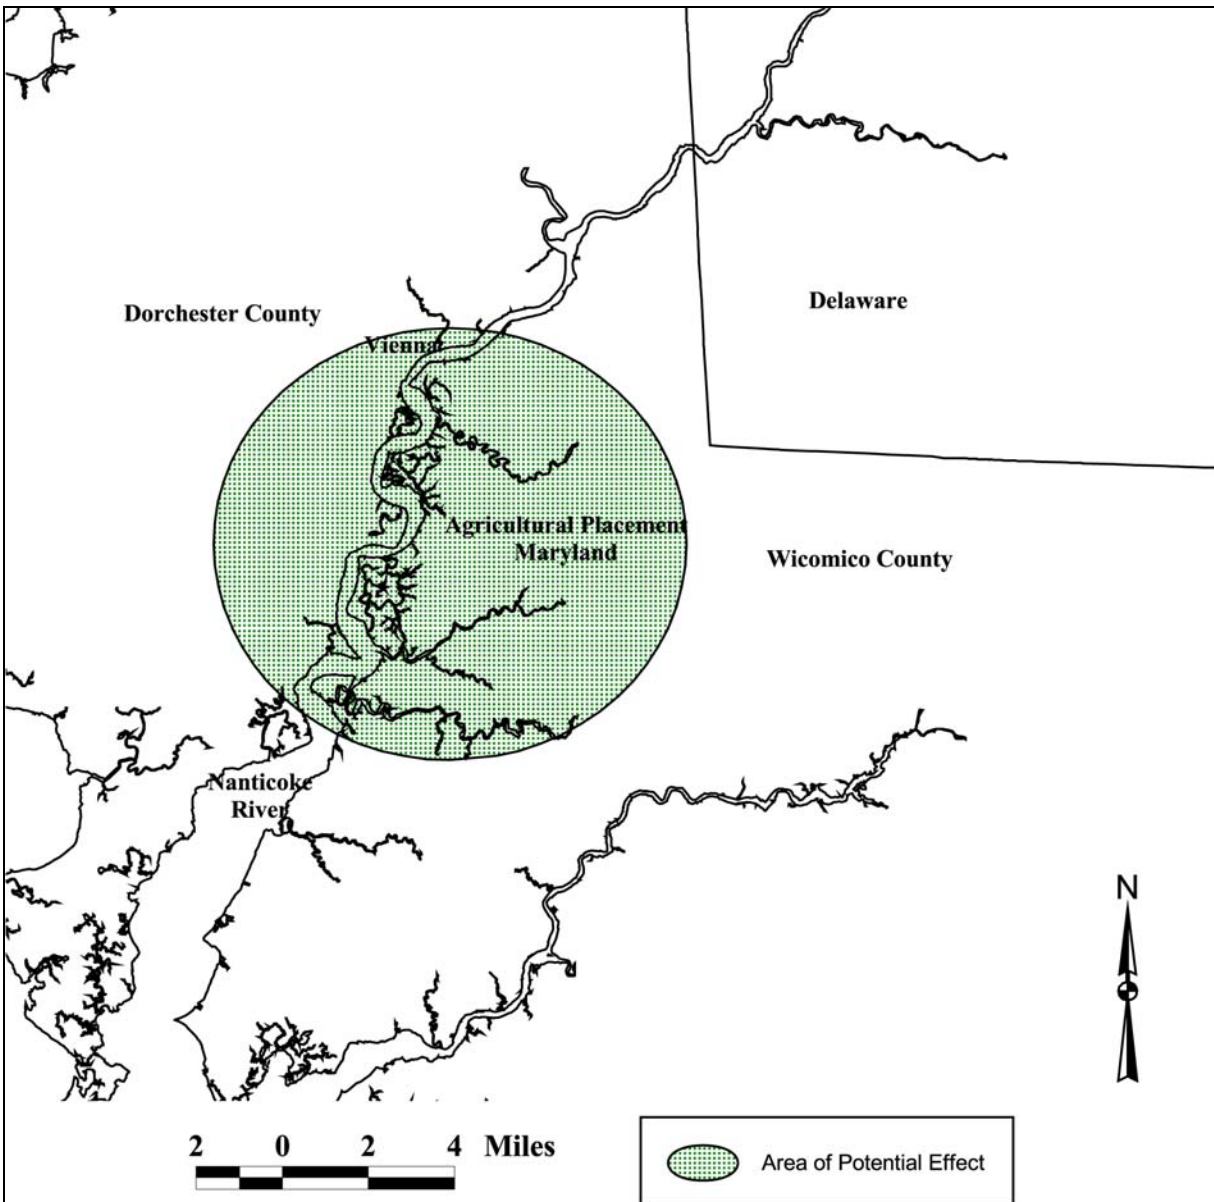 Dorchester County
Delaware
Vienna
Agricultural Placement
Maryland
Wicomico County
Nanticoke
River
N
2 0 2 4 Miles
Area of Potential Effect